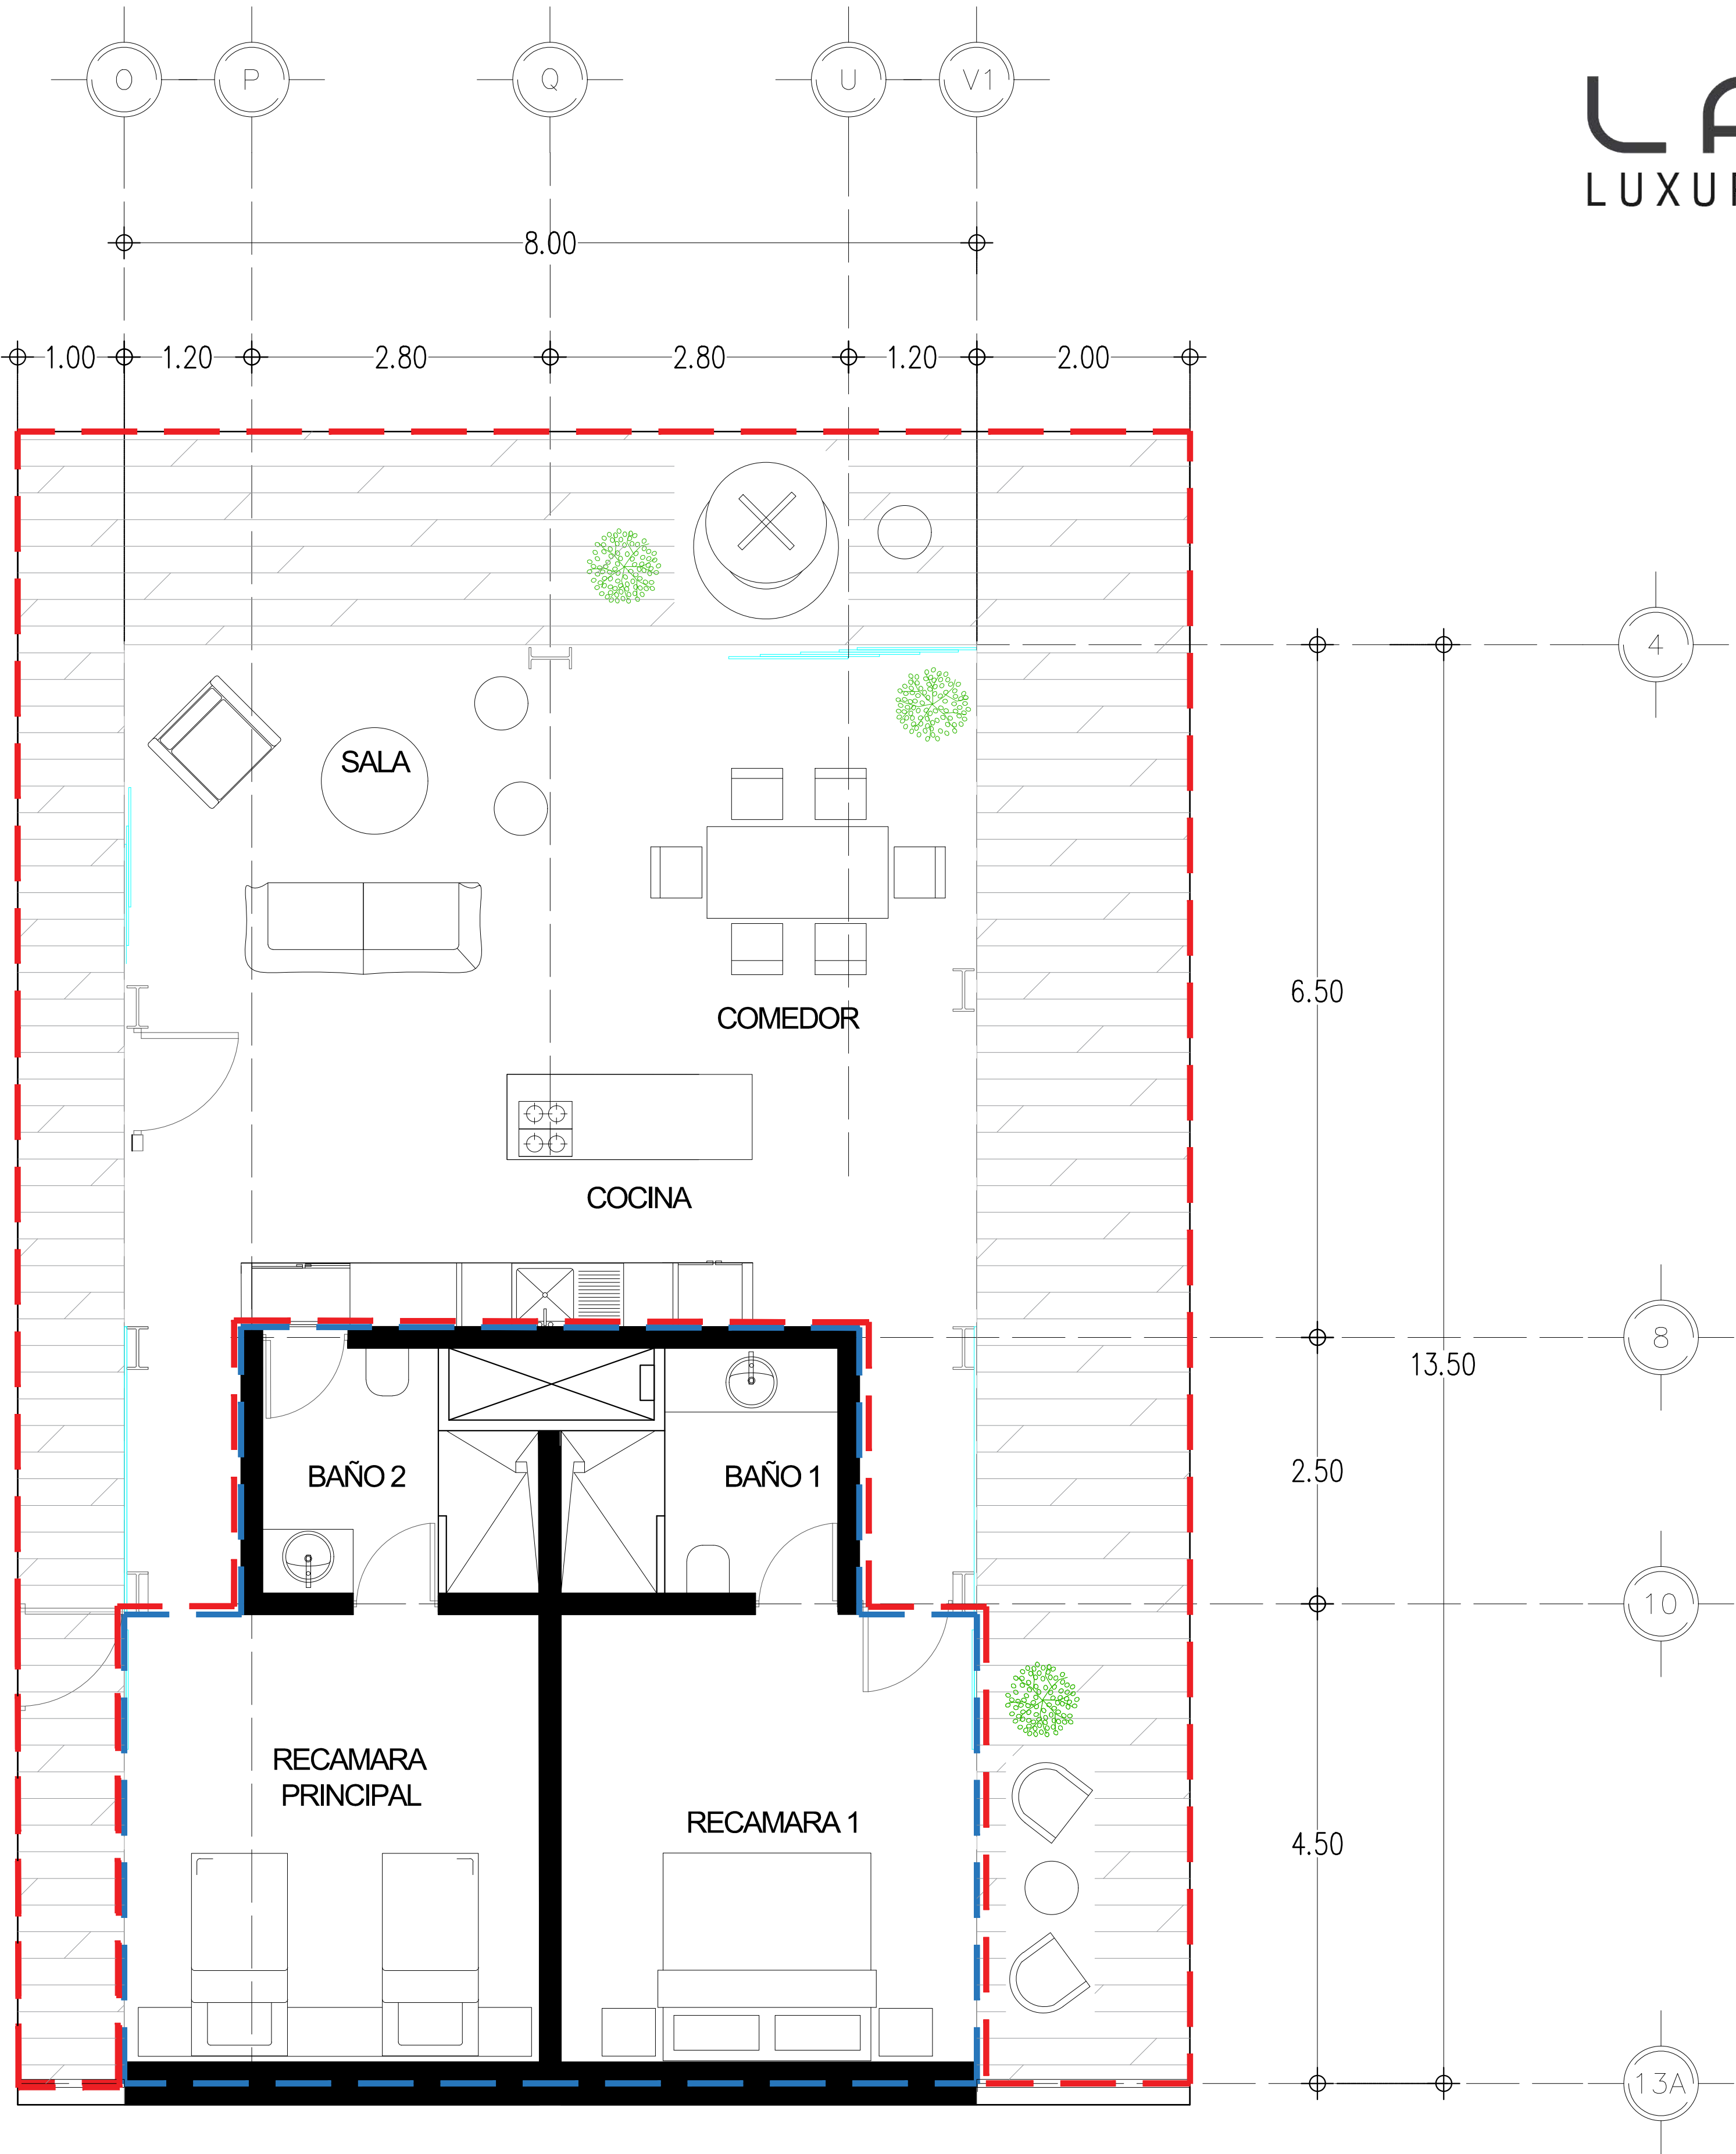 O P Q U V1
8.00
1.00 1.20 2.80 2.80 1.20 2.00
4
SALA
6.50
COMEDOR
COCINA
8
13.50
BAÑO 2
BAÑO 1
2.50
10
RECAMARA
PRINCIPAL
RECAMARA 1
4.50
13A